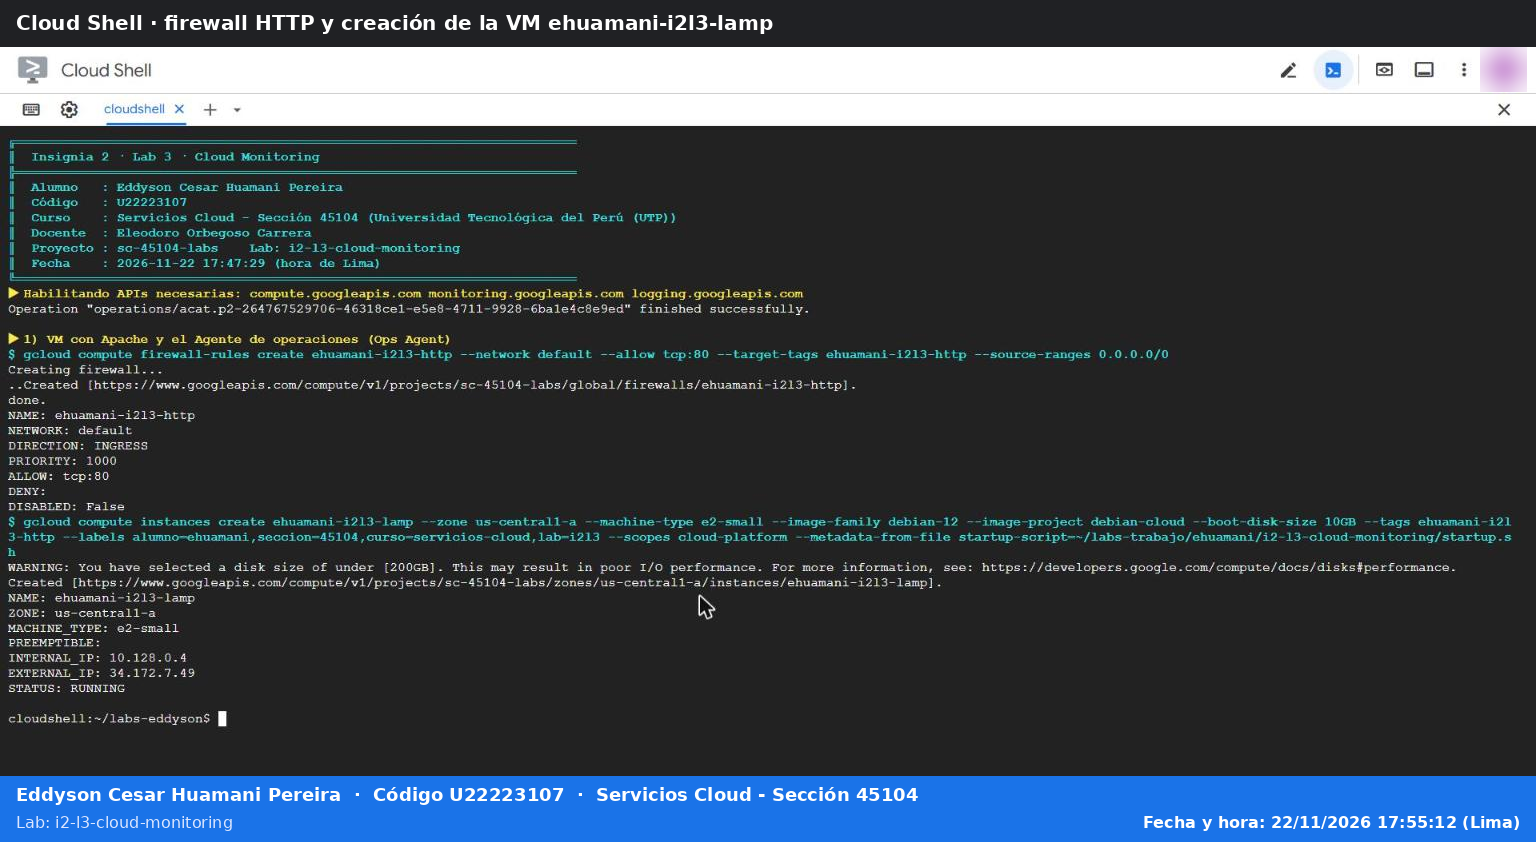 Cloud Shell · firewall HTTP y creación de la VM ehuamani-i2l3-lamp
Cloud Shell
cloudshell
Insignia 2 · Lab 3 · Cloud Monitoring
Alumno : Eddyson Cesar Huamani Pereira
Código : U22223107
Curso : Servicios Cloud - Sección 45104 (Universidad Tecnológica del Perú (UTP))
Docente : Eleodoro Orbegoso Carrera
Proyecto : sc-45104-labs Lab: i2-l3-cloud-monitoring
Fecha : 2026-11-22 17:47:29 (hora de Lima)
▶ Habilitando APIs necesarias: compute.googleapis.com monitoring.googleapis.com logging.googleapis.com
Operation "operations/acat.p2-264767529706-46318ce1-e5e8-4711-9928-6ba1e4c8e9ed" finished successfully.
▶ 1) VM con Apache y el Agente de operaciones (Ops Agent)
$ gcloud compute firewall-rules create ehuamani-i2l3-http --network default --allow tcp:80 --target-tags ehuamani-i2l3-http --source-ranges 0.0.0.0/0
Creating firewall...
..Created [https://www.googleapis.com/compute/v1/projects/sc-45104-labs/global/firewalls/ehuamani-i2l3-http].
done.
NAME: ehuamani-i2l3-http
NETWORK: default
DIRECTION: INGRESS
PRIORITY: 1000
ALLOW: tcp:80
DENY:
DISABLED: False
$ gcloud compute instances create ehuamani-i2l3-lamp --zone us-central1-a --machine-type e2-small --image-family debian-12 --image-project debian-cloud --boot-disk-size 10GB --tags ehuamani-i2l
3-http --labels alumno=ehuamani,seccion=45104,curso=servicios-cloud,lab=i2l3 --scopes cloud-platform --metadata-from-file startup-script=~/labs-trabajo/ehuamani/i2-l3-cloud-monitoring/startup.s
h
WARNING: You have selected a disk size of under [200GB]. This may result in poor I/O performance. For more information, see: https://developers.google.com/compute/docs/disks#performance.
Created [https://www.googleapis.com/compute/v1/projects/sc-45104-labs/zones/us-central1-a/instances/ehuamani-i2l3-lamp].
NAME: ehuamani-i2l3-lamp
ZONE: us-central1-a
MACHINE_TYPE: e2-small
PREEMPTIBLE:
INTERNAL_IP: 10.128.0.4
EXTERNAL_IP: 34.172.7.49
STATUS: RUNNING
cloudshell:~/labs-eddyson$
Eddyson Cesar Huamani Pereira · Código U22223107 · Servicios Cloud - Sección 45104
Lab: i2-l3-cloud-monitoring
Fecha y hora: 22/11/2026 17:55:12 (Lima)